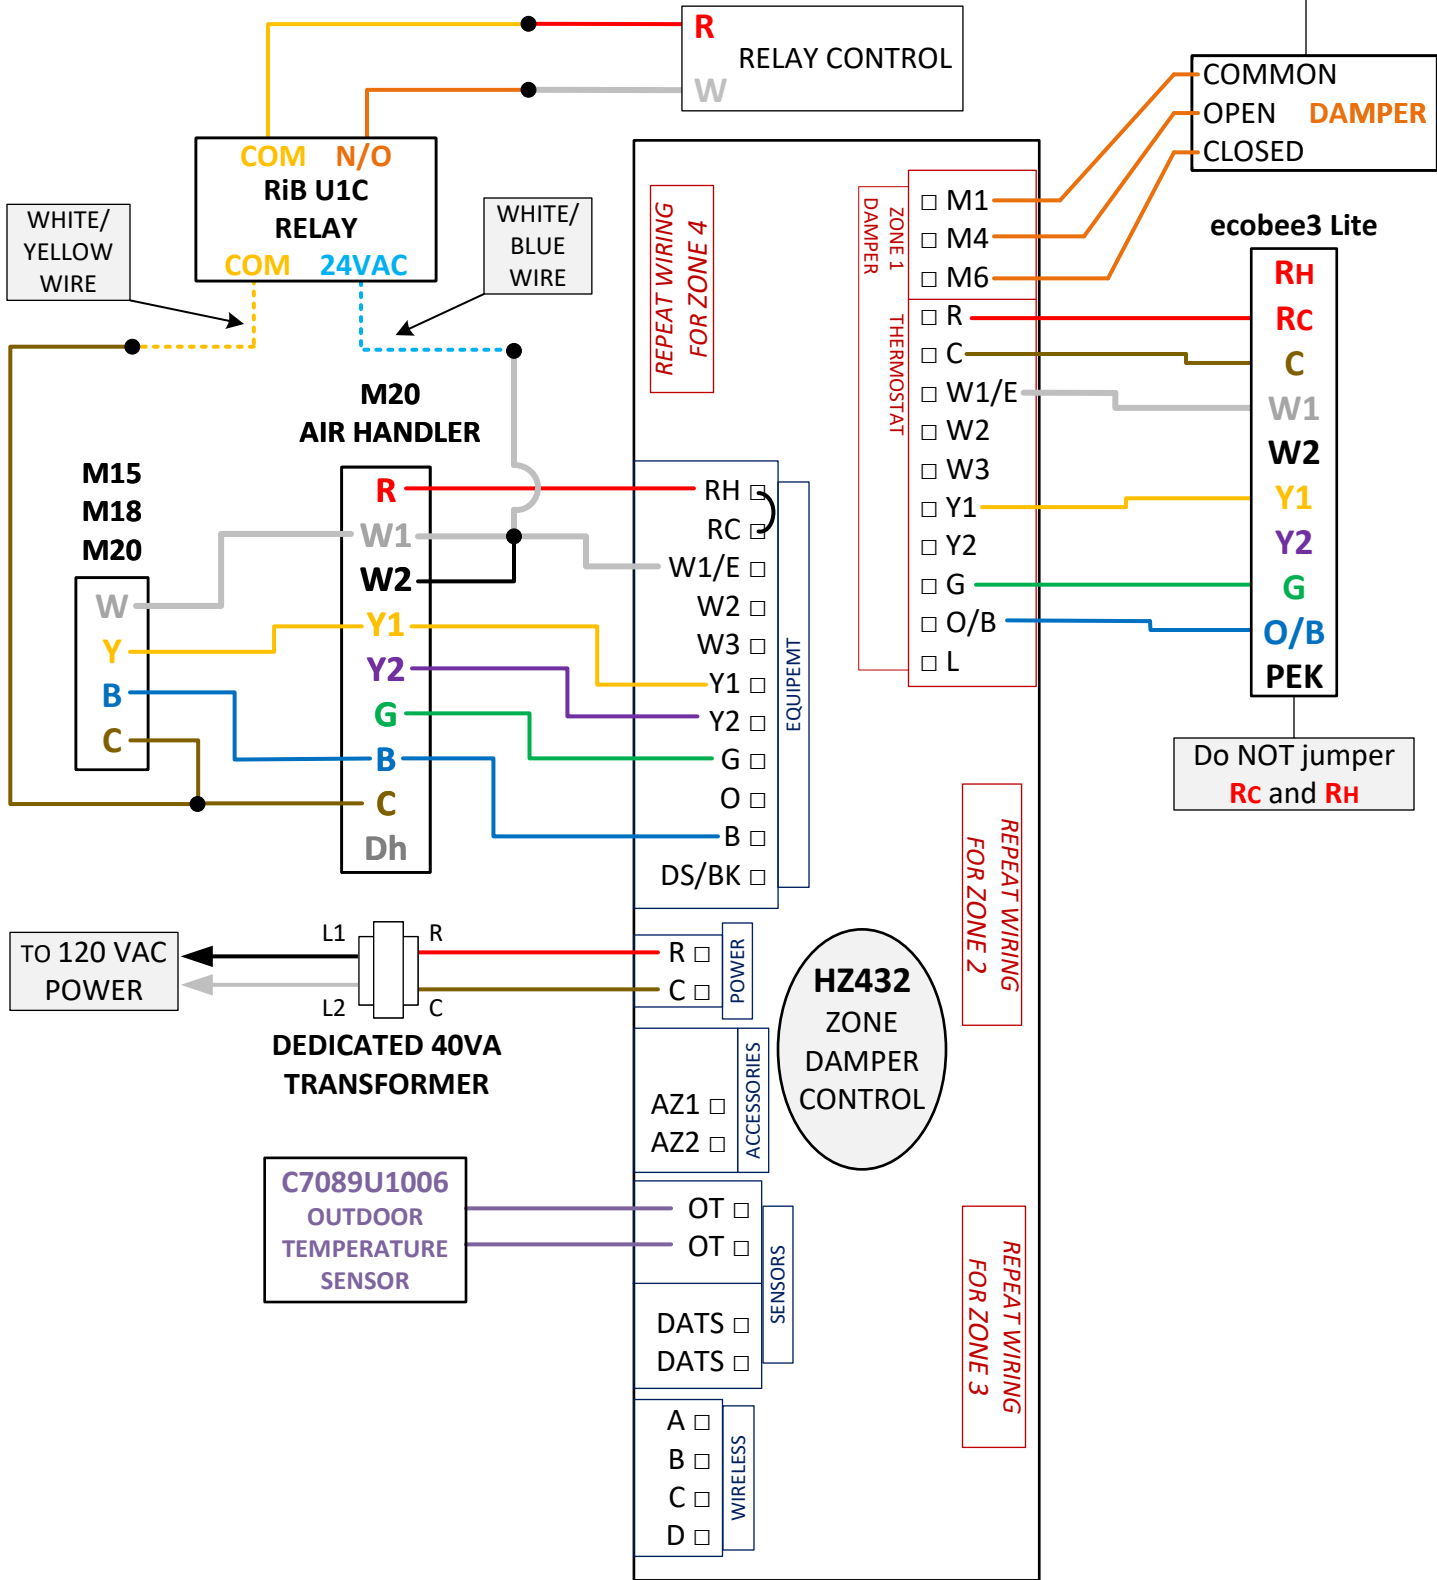 R
RELAY CONTROL
W
COMMON
OPEN DAMPER
CLOSED
COM N/O
RiB U1C
RELAY
COM 24VAC
WHITE/
YELLOW
WIRE
WHITE/
BLUE
WIRE
REPEAT WIRING
FOR ZONE 4
ZONE 1
DAMPER
M1
M4
M6
THERMOSTAT
R
C
W1/E
W2
W3
Y1
Y2
G
O/B
L
ecobee3 Lite
RH
RC
C
W1
W2
Y1
Y2
G
O/B
PEK
Do NOT jumper
RC and RH
M20
AIR HANDLER
R
W1
W2
Y1
Y2
G
B
C
Dh
M15
M18
M20
W
Y
B
C
RH
RC
W1/E
W2
W3
Y1
Y2
G
O
B
DS/BK
EQUIPEMT
TO 120 VAC
POWER
L1
R
L2
C
DEDICATED 40VA
TRANSFORMER
R
C
POWER
HZ432
ZONE
DAMPER
CONTROL
REPEAT WIRING
FOR ZONE 2
AZ1
AZ2
ACCESSORIES
C7089U1006
OUTDOOR
TEMPERATURE
SENSOR
OT
OT
DATS
DATS
SENSORS
REPEAT WIRING
FOR ZONE 3
A
B
C
D
WIRELESS